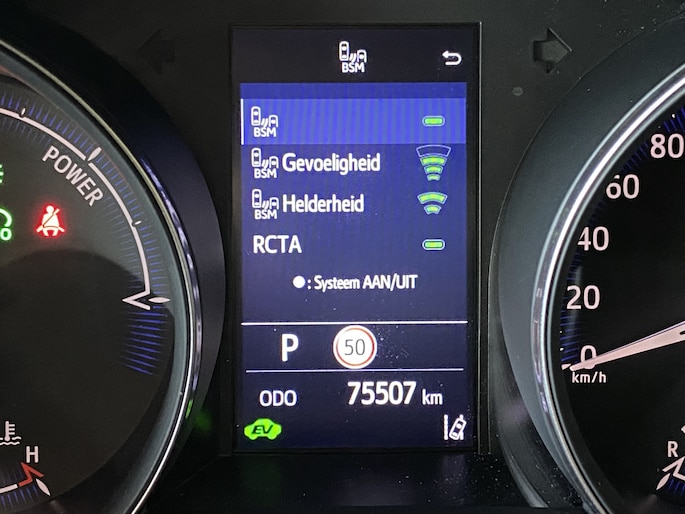 BSM
BSM
BSM Gevoeligheid
BSM Helderheid
RCTA
: Systeem AAN/UIT
P 50
ODO 75507 km
EV
POWER
H
80
60
40
20
0
km/h
R